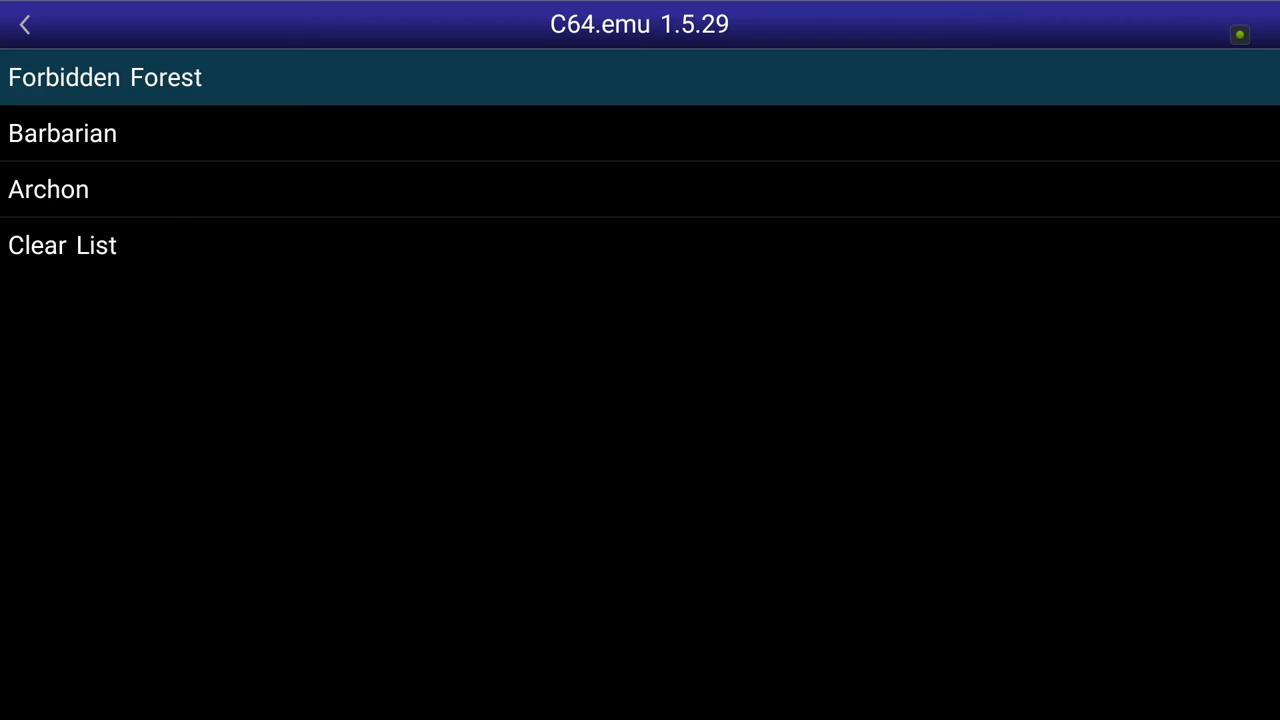 C64.emu 1.5.29
Forbidden Forest
Barbarian
Archon
Clear List